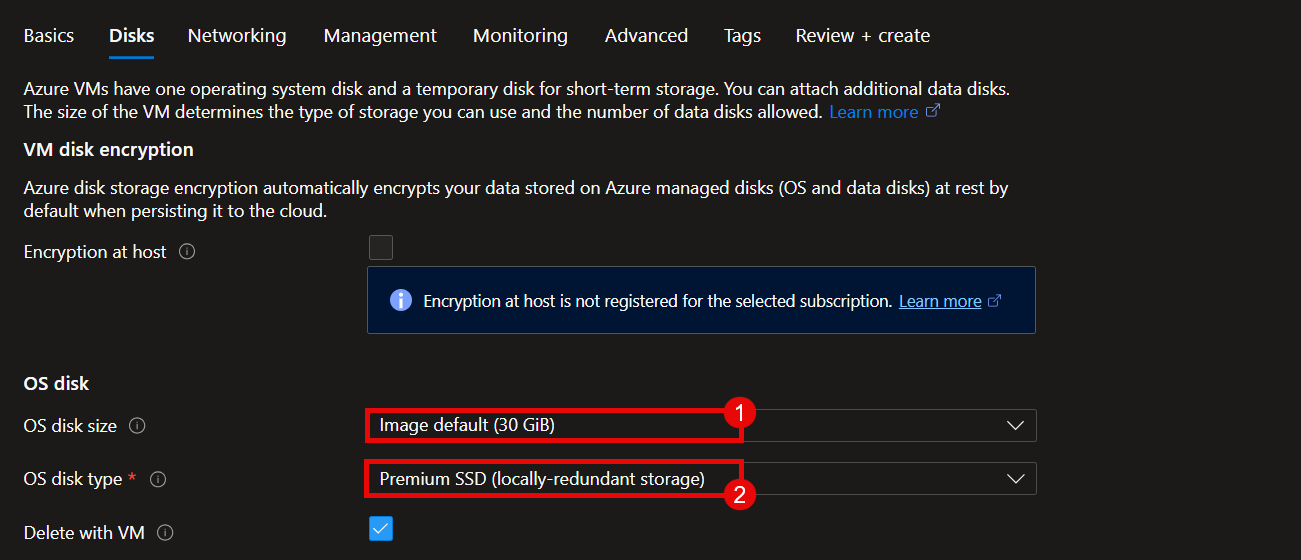 Basics Disks Networking Management Monitoring Advanced Tags Review + create
Azure VMs have one operating system disk and a temporary disk for short-term storage. You can attach additional data disks.
The size of the VM determines the type of storage you can use and the number of data disks allowed. Learn more
VM disk encryption
Azure disk storage encryption automatically encrypts your data stored on Azure managed disks (OS and data disks) at rest by
default when persisting it to the cloud.
Encryption at host
Encryption at host is not registered for the selected subscription. Learn more
OS disk
OS disk size Image default (30 GiB) 1
OS disk type * Premium SSD (locally-redundant storage) 2
Delete with VM